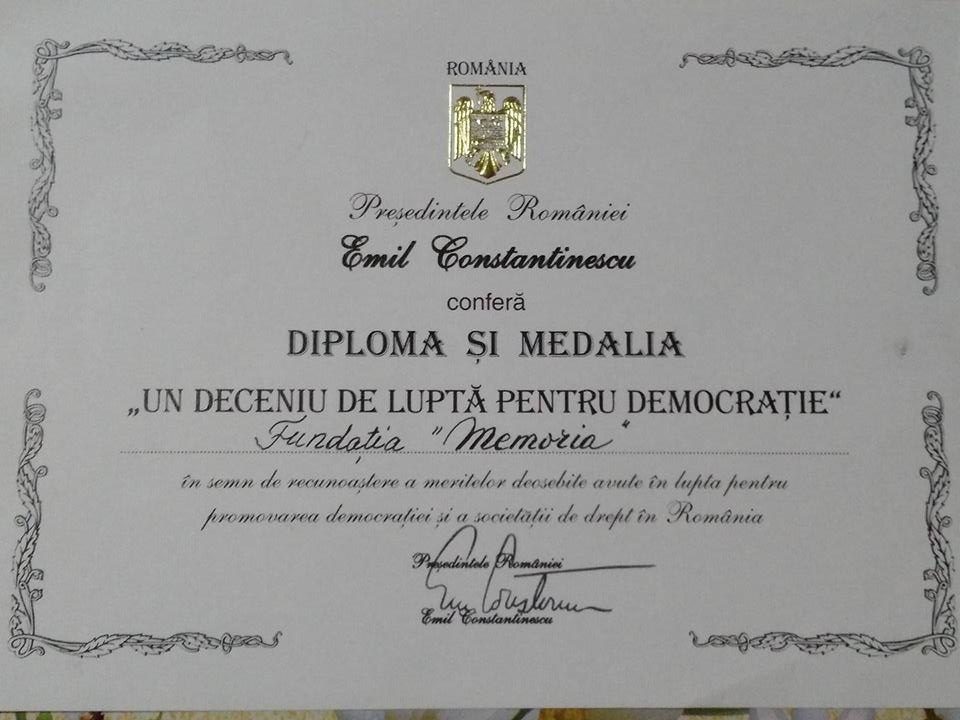 ROMÂNIA
Președintele României
Emil Constantinescu
conferă
DIPLOMA ȘI MEDALIA
„UN DECENIU DE LUPTĂ PENTRU DEMOCRAȚIE“
Fundația "Memoria"
în semn de recunoaștere a meritelor deosebite avute în lupta pentru
promovarea democrației și a societății de drept în România
Președintele României
Emil Constantinescu